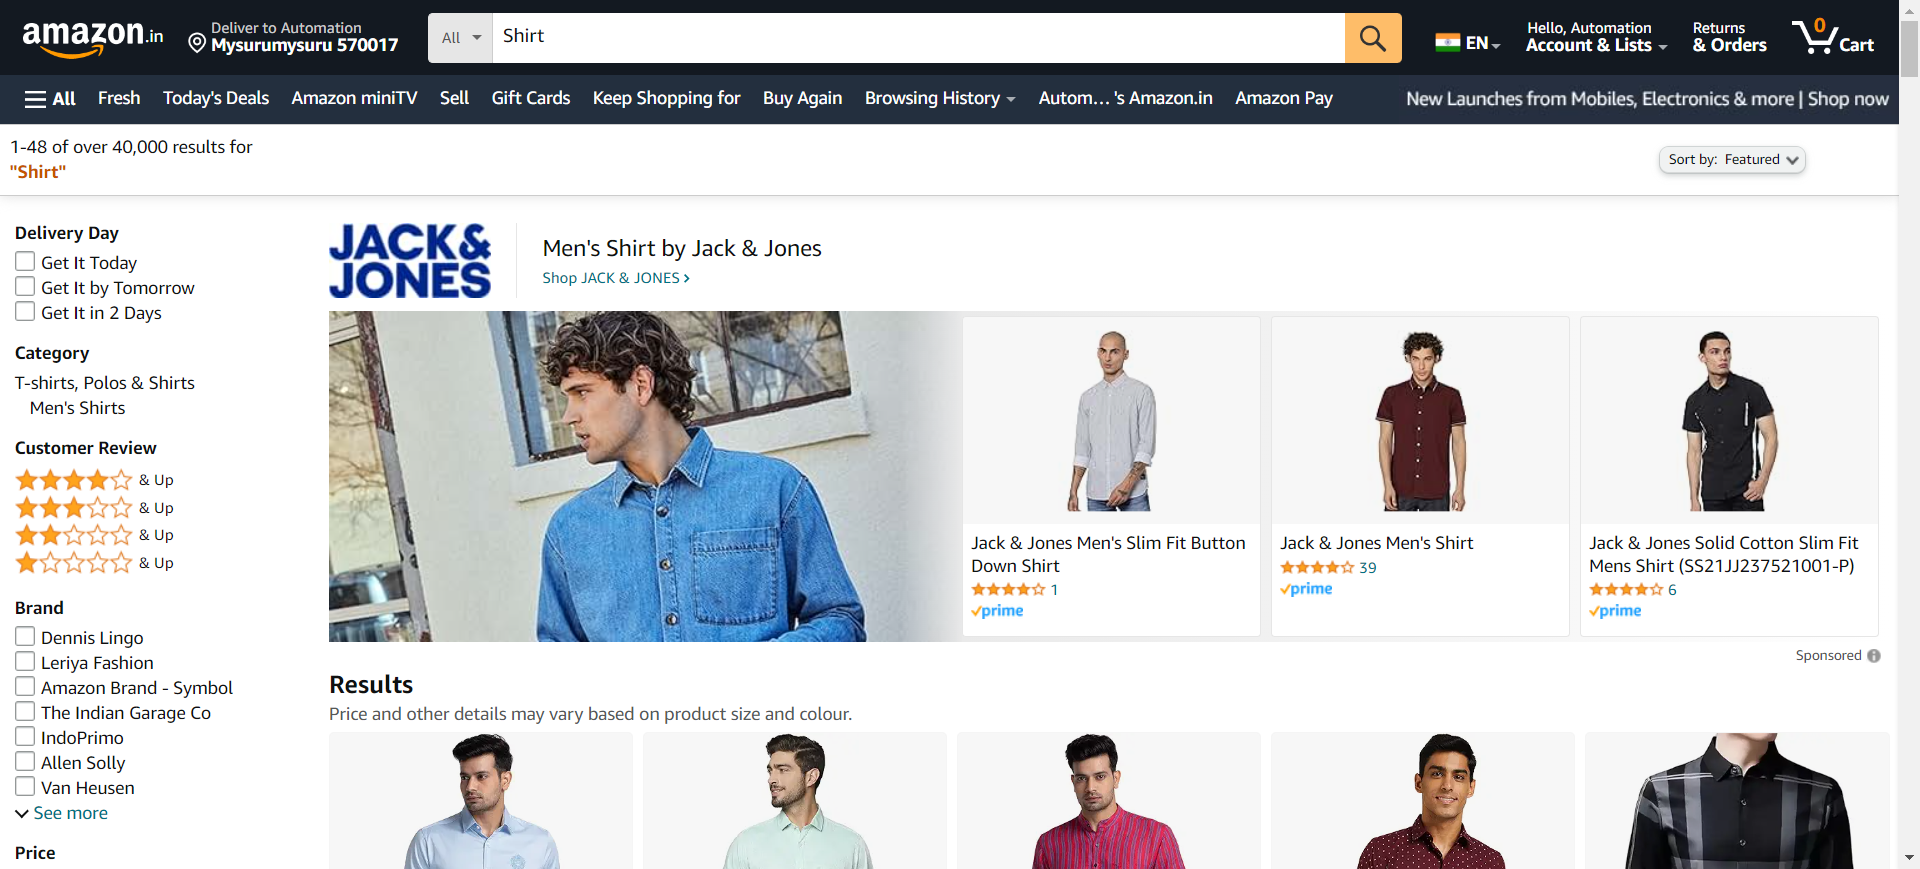 amazon.in
Deliver to Automation
Mysurumysuru 570017
All
Shirt
EN
Hello, Automation
Account & Lists
Returns
& Orders
0
Cart
All
Fresh
Today's Deals
Amazon miniTV
Sell
Gift Cards
Keep Shopping for
Buy Again
Browsing History
Autom... 's Amazon.in
Amazon Pay
New Launches from Mobiles, Electronics & more | Shop now
1-48 of over 40,000 results for
"Shirt"
Sort by: Featured
Delivery Day
Get It Today
Get It by Tomorrow
Get It in 2 Days
Category
T-shirts, Polos & Shirts
Men's Shirts
Customer Review
& Up
& Up
& Up
& Up
Brand
Dennis Lingo
Leriya Fashion
Amazon Brand - Symbol
The Indian Garage Co
IndoPrimo
Allen Solly
Van Heusen
See more
Price
JACK&
JONES
Men's Shirt by Jack & Jones
Shop JACK & JONES ›
Jack & Jones Men's Slim Fit Button
Down Shirt
1
prime
Jack & Jones Men's Shirt
39
prime
Jack & Jones Solid Cotton Slim Fit
Mens Shirt (SS21JJ237521001-P)
6
prime
Sponsored
Results
Price and other details may vary based on product size and colour.